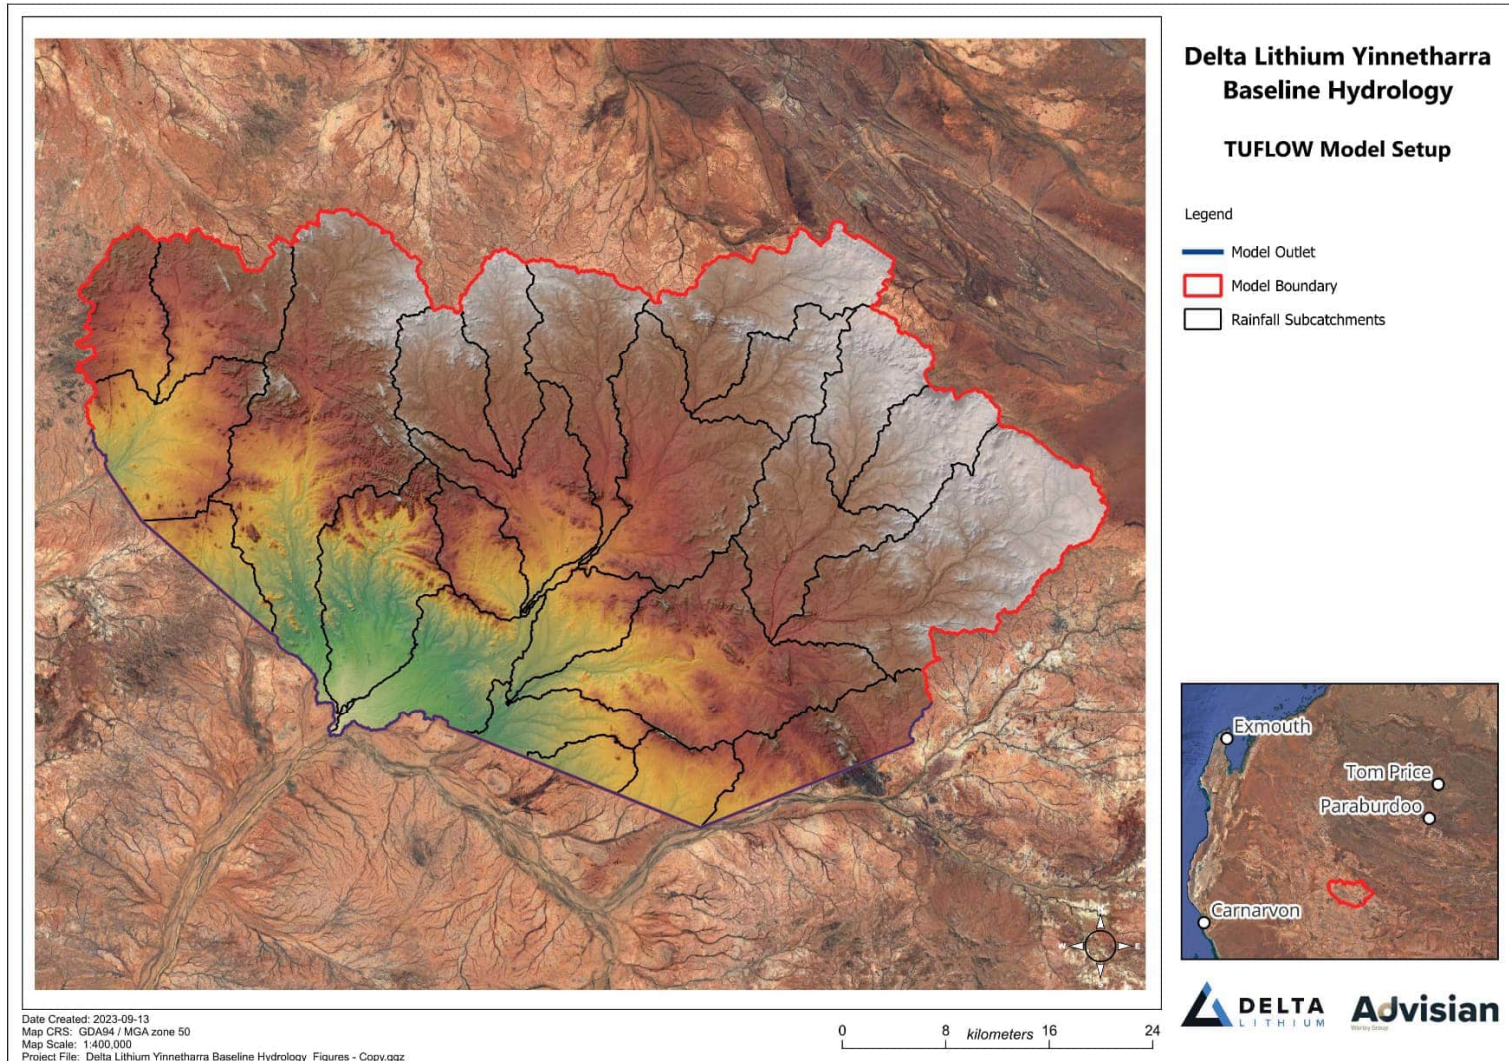 Delta Lithium Yinnetharra
Baseline Hydrology
TUFLOW Model Setup
Legend
Model Outlet
Model Boundary
Rainfall Subcatchments
Exmouth
Tom Price
Paraburdoo
Carnarvon
W
E
DELTA
LITHIUM
Advisian
Worley Group
Date Created: 2023-09-13
Map CRS: GDA94 / MGA zone 50
Map Scale: 1:400,000
Project File: Delta Lithium Yinnetharra Baseline Hydrology Figures - Copy.qgz
0 8 kilometers 16 24